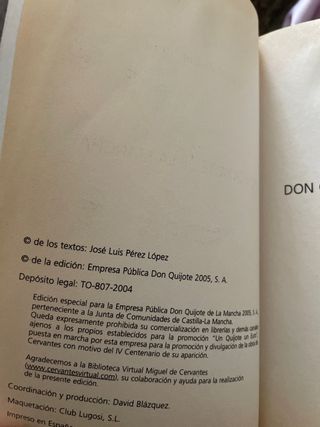 © de los textos: José Luis Pérez López
© de la edición: Empresa Pública Don Quijote 2005, S. A.
Depósito legal: TO-807-2004
Edición especial para la Empresa Pública Don Quijote de La Mancha 2005, S.A.
perteneciente a la Junta de Comunidades de Castilla-La Mancha.
Queda expresamente prohibida su comercialización en librerías y demás canales
ajenos a los propios establecidos para la promoción "Un Quijote un Euro",
puesta en marcha por esta empresa para la promoción y divulgación de la obra de
Cervantes con motivo del IV Centenario de su aparición.
Agradecemos a la Biblioteca Virtual Miguel de Cervantes
(www.cervantesvirtual.com), su colaboración y ayuda para la realización
de la presente edición.
Coordinación y producción: David Blázquez.
Maquetación: Club Lugosi, S.L.
Impreso en España
DON